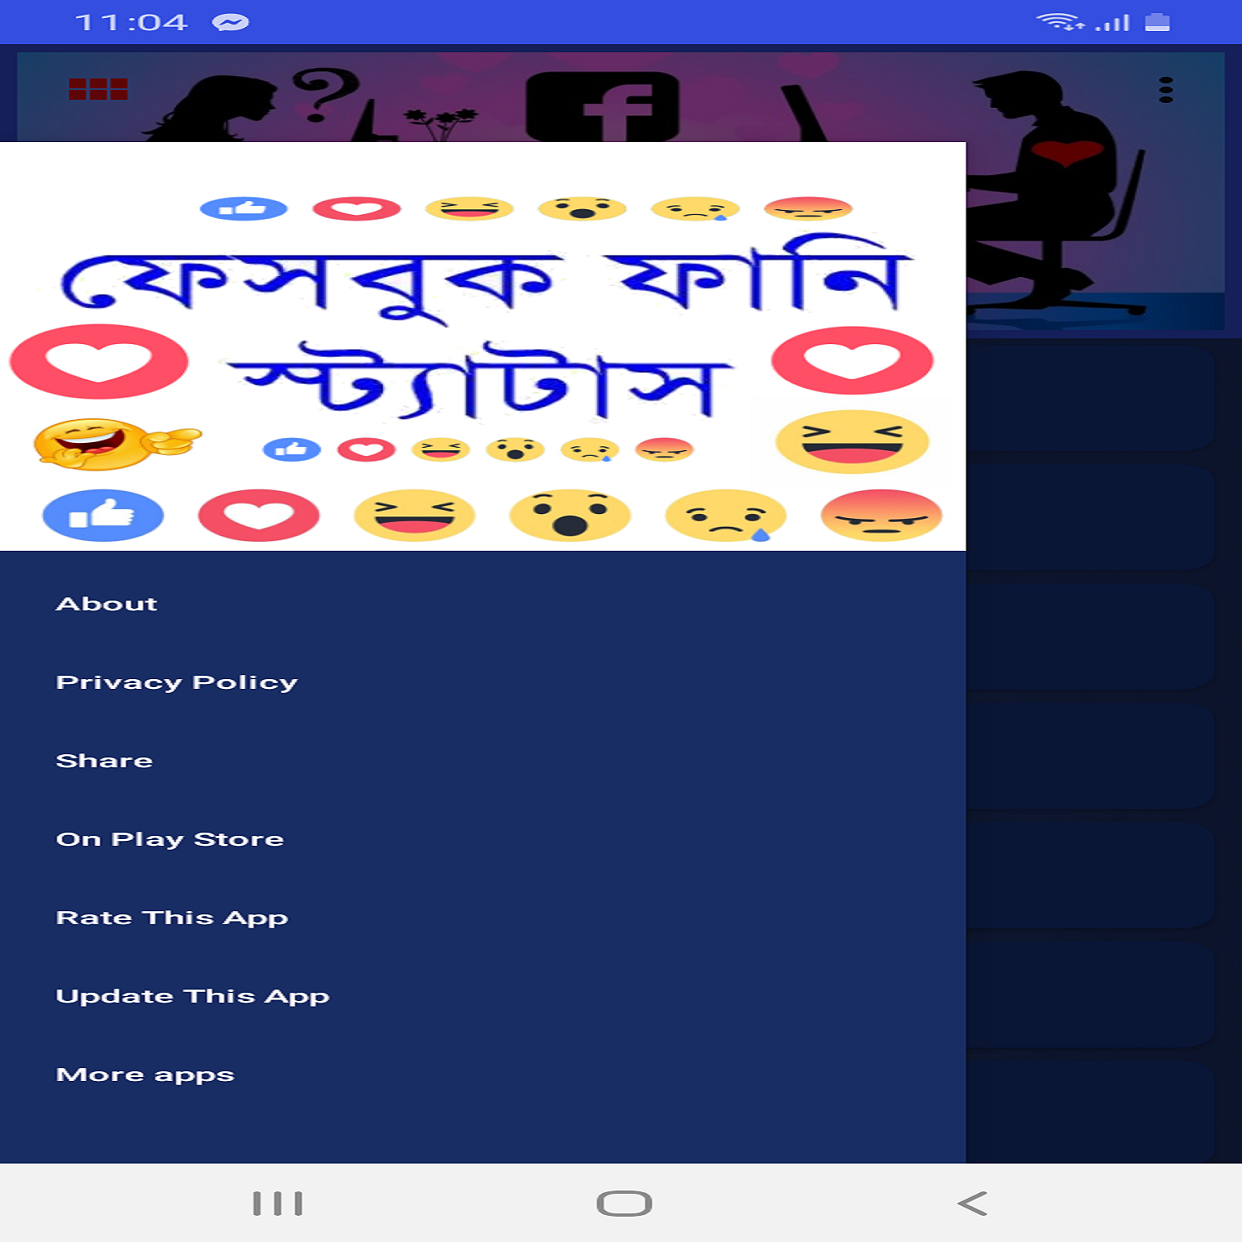 11:04
?
f
ফেসবুক ফানি
স্ট্যাটাস
About
Privacy Policy
Share
On Play Store
Rate This App
Update This App
More apps